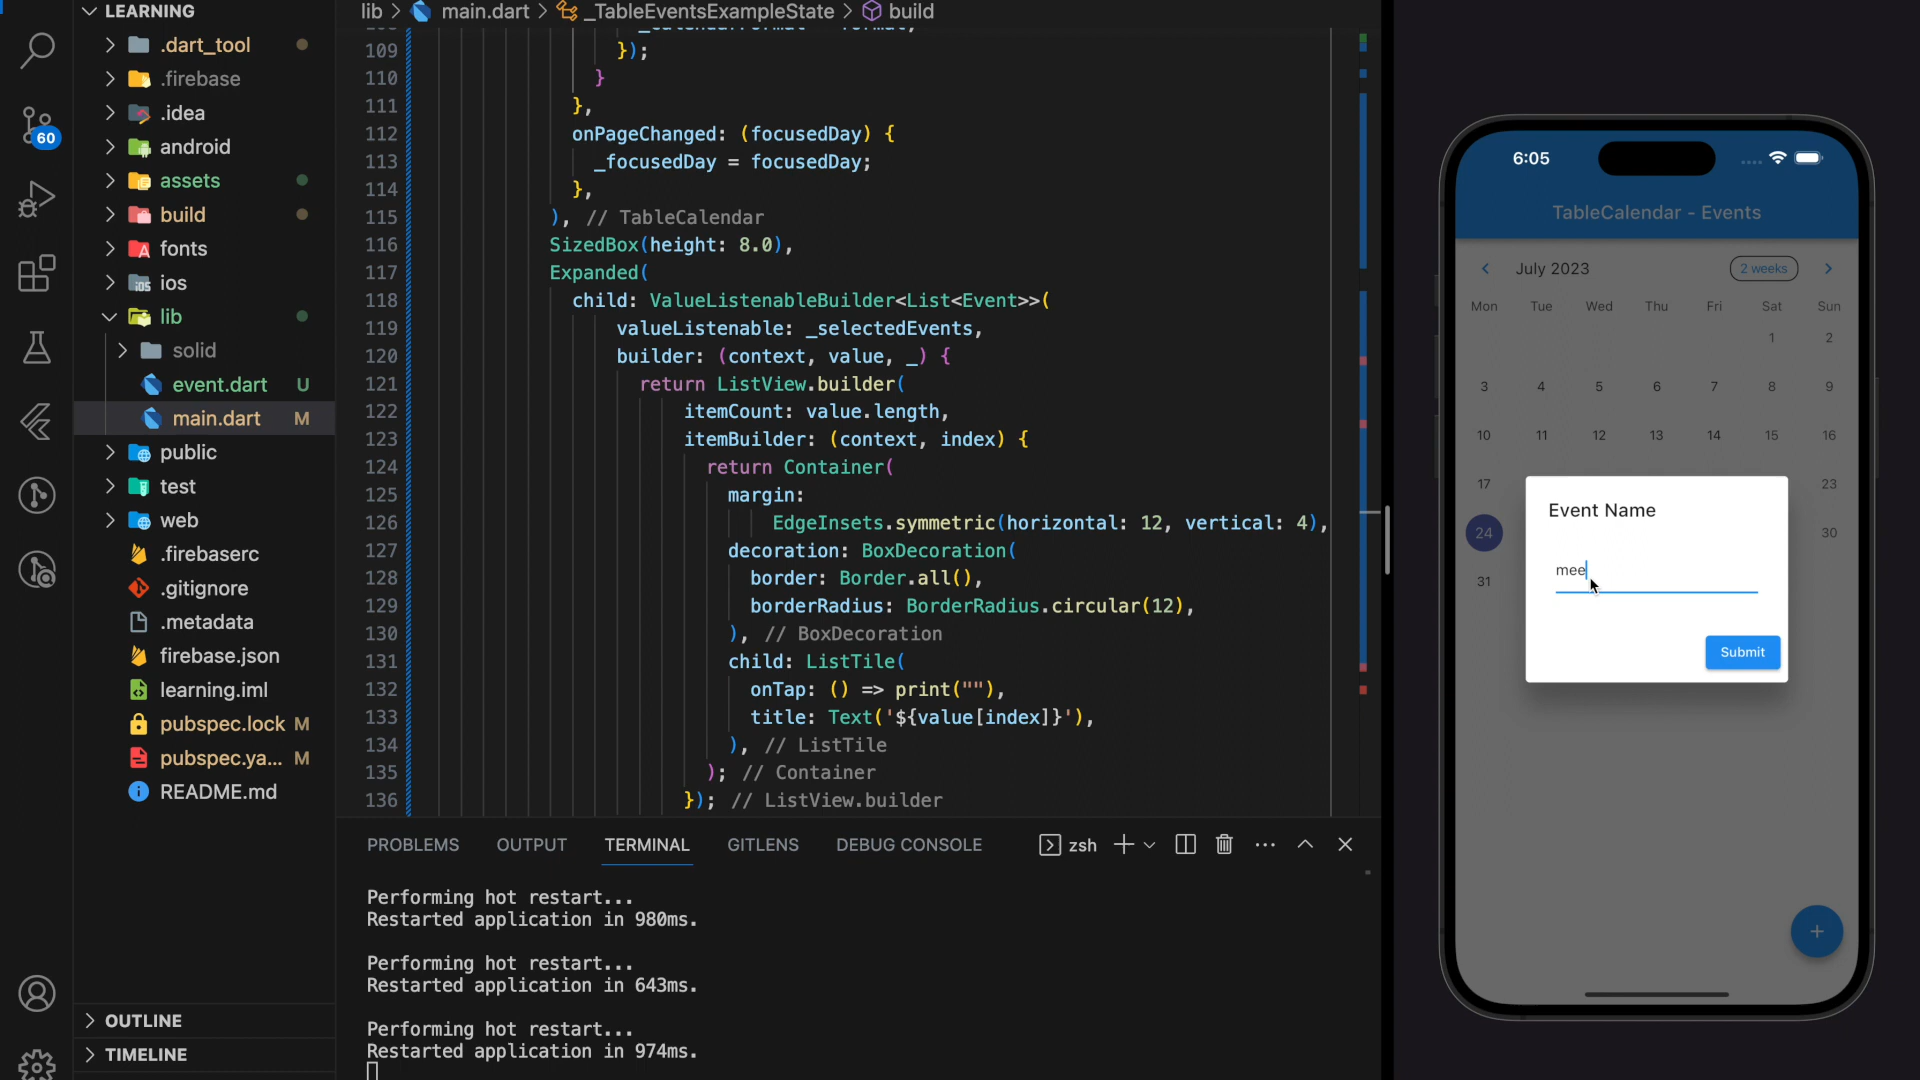 LEARNING
.dart_tool
.firebase
.idea
android
assets
build
fonts
ios
lib
solid
event.dart U
main.dart M
public
test
web
.firebaserc
.gitignore
.metadata
firebase.json
learning.iml
pubspec.lock M
pubspec.ya... M
README.md
OUTLINE
TIMELINE
60
lib > main.dart > _TableEventsExampleState > build
109 });
110 }
111 },
112 onPageChanged: (focusedDay) {
113 _focusedDay = focusedDay;
114 },
115 ), // TableCalendar
116 SizedBox(height: 8.0),
117 Expanded(
118 child: ValueListenableBuilder<List<Event>>(
119 valueListenable: _selectedEvents,
120 builder: (context, value, _) {
121 return ListView.builder(
122 itemCount: value.length,
123 itemBuilder: (context, index) {
124 return Container(
125 margin:
126 EdgeInsets.symmetric(horizontal: 12, vertical: 4),
127 decoration: BoxDecoration(
128 border: Border.all(),
129 borderRadius: BorderRadius.circular(12),
130 ), // BoxDecoration
131 child: ListTile(
132 onTap: () => print(""),
133 title: Text('${value[index]}'),
134 ), // ListTile
135 ); // Container
136 }); // ListView.builder
PROBLEMS OUTPUT TERMINAL GITLENS DEBUG CONSOLE zsh
Performing hot restart...
Restarted application in 980ms.
Performing hot restart...
Restarted application in 643ms.
Performing hot restart...
Restarted application in 974ms.
6:05
TableCalendar - Events
July 2023 2 weeks
Mon Tue Wed Thu Fri Sat Sun
1 2
3 4 5 6 7 8 9
10 11 12 13 14 15 16
17 23
24 30
31
Event Name
mee
Submit